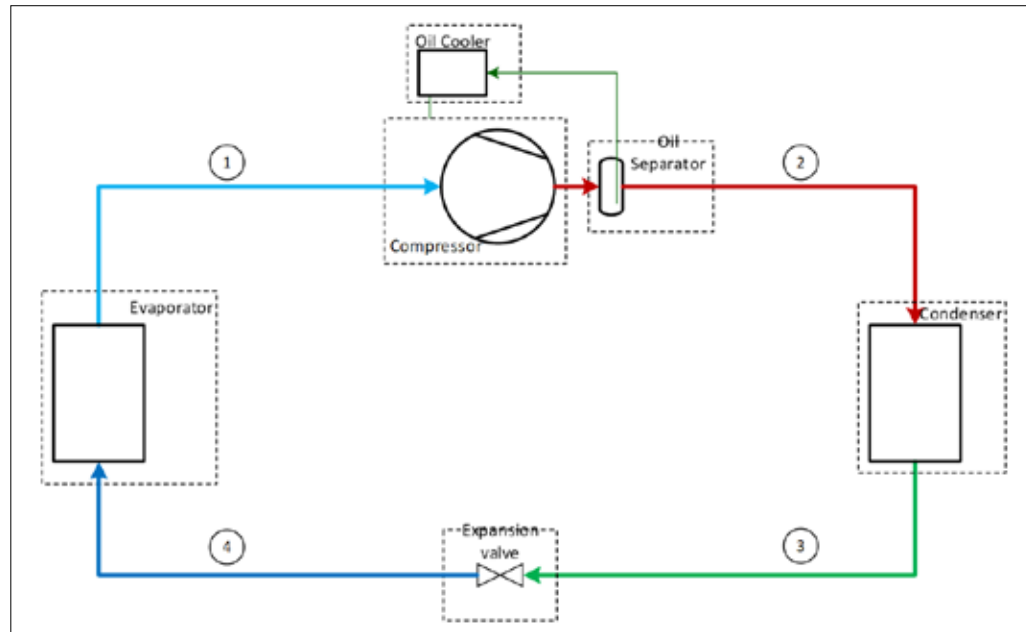 Oil Cooler
1
Oil
Separator
2
Compressor
Evaporator
Condenser
4
Expansion
valve
3